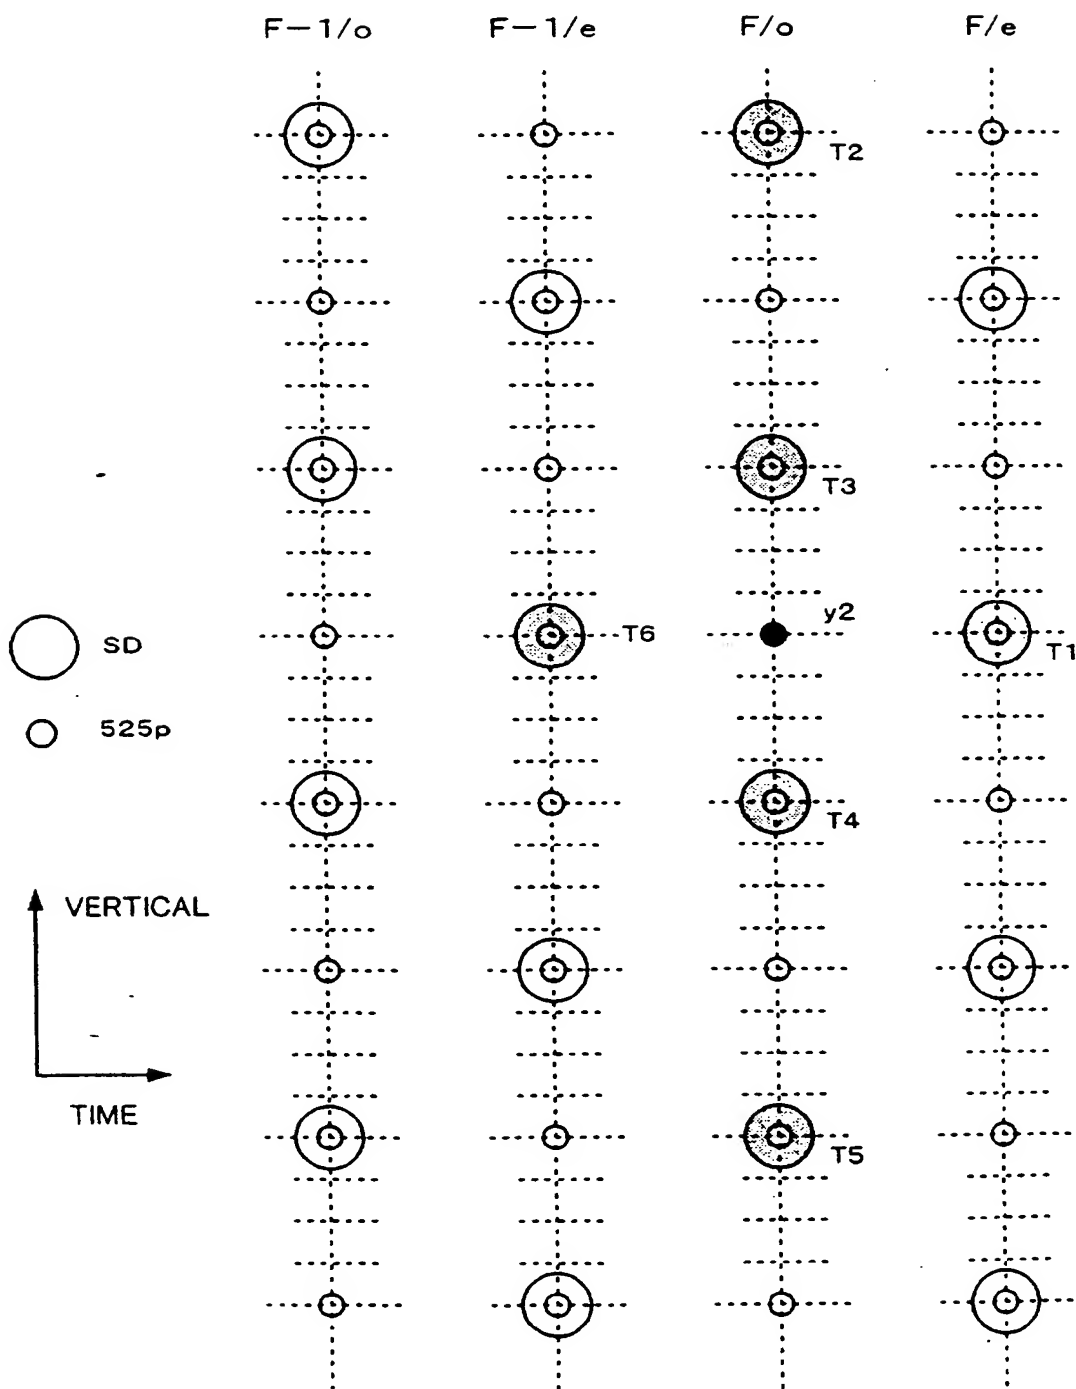 F-1/o F-1/e F/o F/e
T2
T3
y2
T6
T1
SD
525p
T4
VERTICAL
TIME
T5